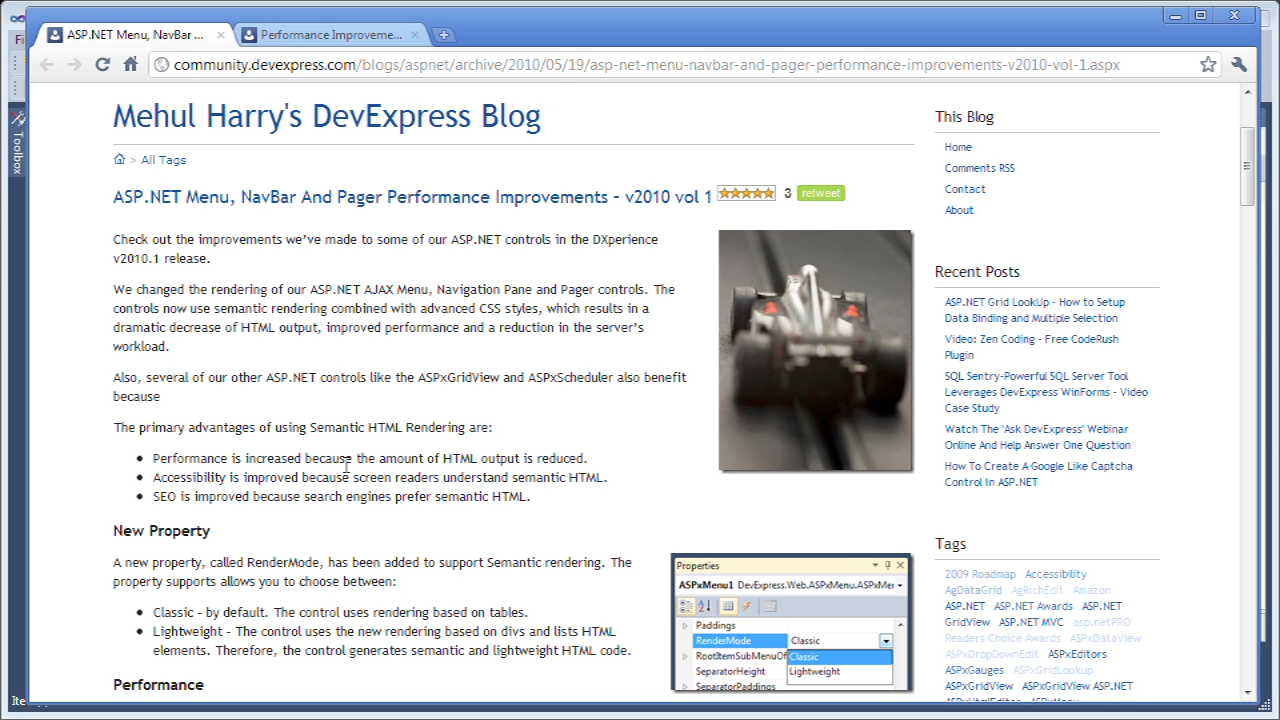 Fi
ASP.NET Menu, NavBar ...
Performance Improveme...
community.devexpress.com/blogs/aspnet/archive/2010/05/19/asp-net-menu-navbar-and-pager-performance-improvements-v2010-vol-1.aspx
Toolbox
Mehul Harry's DevExpress Blog
> All Tags
ASP.NET Menu, NavBar And Pager Performance Improvements - v2010 vol 1
3 retweet
Check out the improvements we've made to some of our ASP.NET controls in the DXperience
v2010.1 release.
We changed the rendering of our ASP.NET AJAX Menu, Navigation Pane and Pager controls. The
controls now use semantic rendering combined with advanced CSS styles, which results in a
dramatic decrease of HTML output, improved performance and a reduction in the server's
workload.
Also, several of our other ASP.NET controls like the ASPxGridView and ASPxScheduler also benefit
because
The primary advantages of using Semantic HTML Rendering are:
• Performance is increased because the amount of HTML output is reduced.
• Accessibility is improved because screen readers understand semantic HTML.
• SEO is improved because search engines prefer semantic HTML.
New Property
A new property, called RenderMode, has been added to support Semantic rendering. The
property supports allows you to choose between:
• Classic - by default. The control uses rendering based on tables.
• Lightweight - The control uses the new rendering based on divs and lists HTML
elements. Therefore, the control generates semantic and lightweight HTML code.
Performance
Properties
ASPxMenu1 DevExpress.Web.ASPxMenu.ASPxMer
Paddings
RenderMode Classic
RootItemSubMenuOf Classic
SeparatorHeight Lightweight
SeparatorPaddings
This Blog
Home
Comments RSS
Contact
About
Recent Posts
ASP.NET Grid LookUp - How to Setup
Data Binding and Multiple Selection
Video: Zen Coding - Free CodeRush
Plugin
SQL Sentry-Powerful SQL Server Tool
Leverages DevExpress WinForms - Video
Case Study
Watch The 'Ask DevExpress' Webinar
Online And Help Answer One Question
How To Create A Google Like Captcha
Control In ASP.NET
Tags
2009 Roadmap Accessibility
AgDataGrid AgRichEdit Amazon
ASP.NET ASP.NET Awards ASP.NET
GridView ASP.NET MVC asp.netPRO
Readers Choice Awards ASPxDataView
ASPxDropDownEdit ASPxEditors
ASPxGauges ASPxGridLookup
ASPxGridView ASPxGridView ASP.NET
ASPxHtmlEditor ASPxMenu
Ite